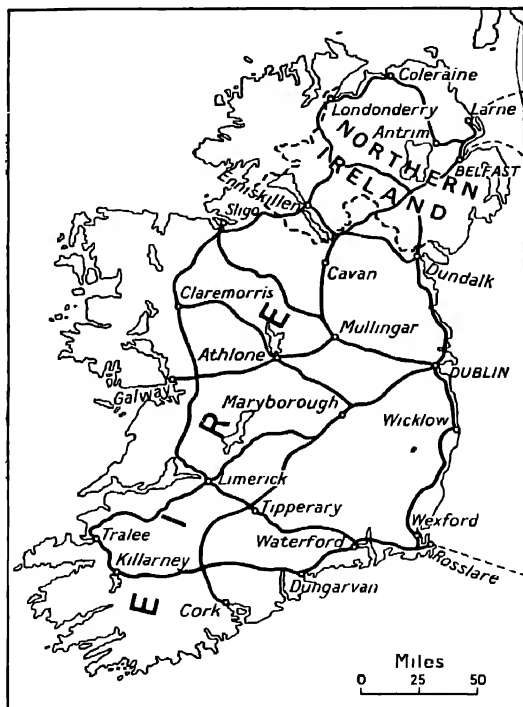 Coleraine
Londonderry
Larne
Antrim
NORTHERN
IRELAND
BELFAST
Enniskillen
Sligo
Cavan
Dundalk
Claremorris
Mullingar
Athlone
DUBLIN
Galway
Maryborough
Wicklow
EIRE
Limerick
Tipperary
Wexford
Tralee
Waterford
Rosslare
Killarney
Dungarvan
Cork
Miles
0 25 50